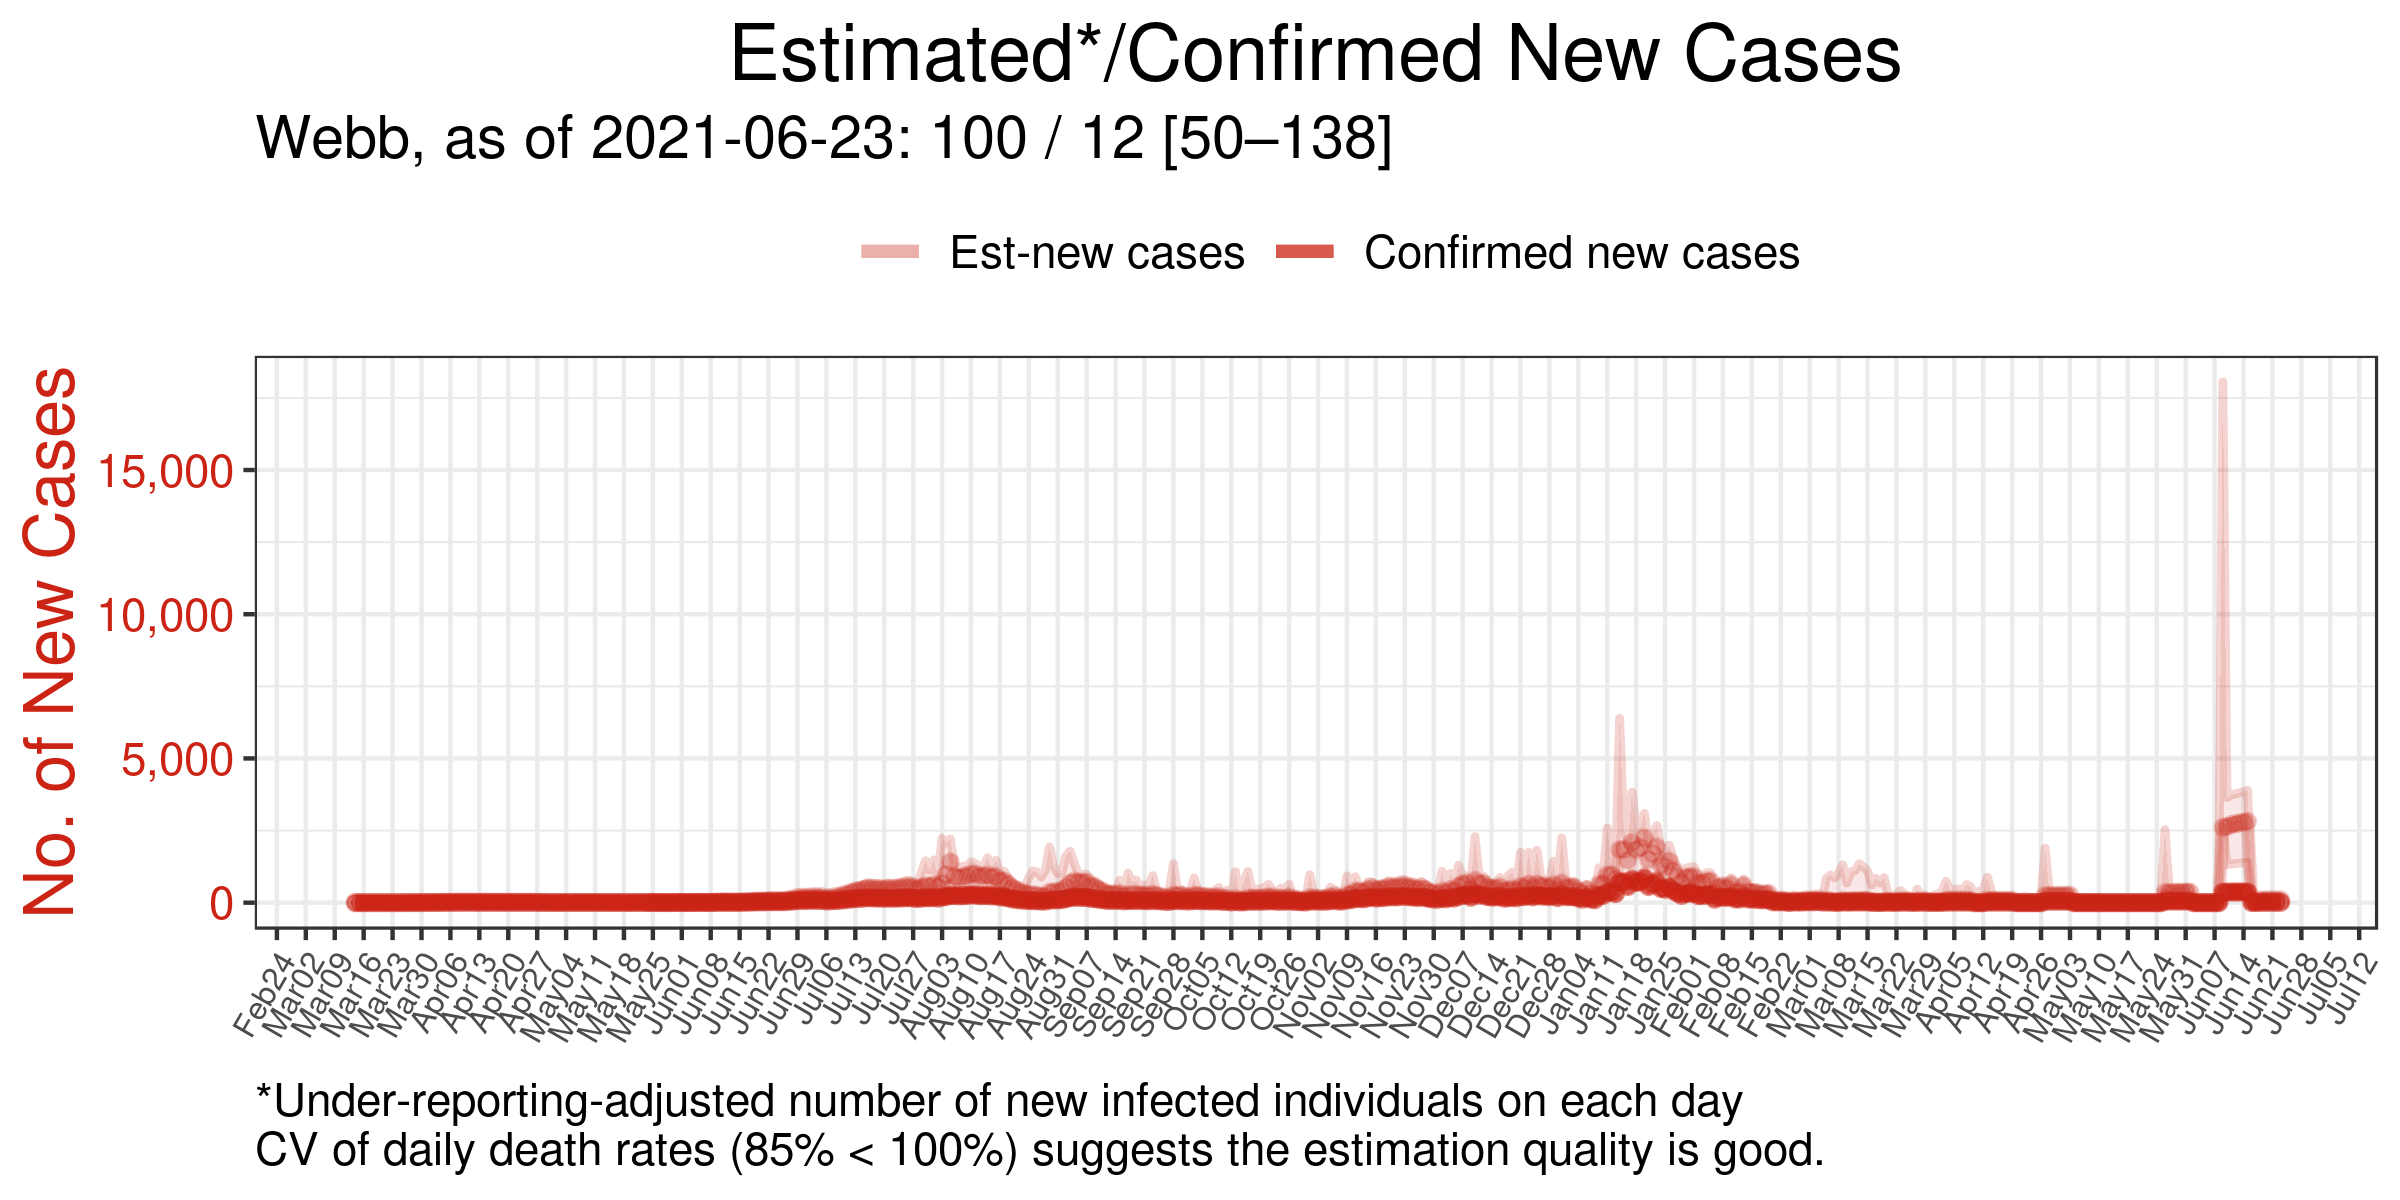 Estimated*/Confirmed New Cases
Webb, as of 2021-06-23: 100 / 12 [50–138]
Est-new cases
Confirmed new cases
No. of New Cases
15,000
10,000
5,000
0
Feb24
Mar02
Mar09
Mar16
Mar23
Mar30
Apr06
Apr13
Apr20
Apr27
May04
May11
May18
May25
Jun01
Jun08
Jun15
Jun22
Jun29
Jul06
Jul13
Jul20
Jul27
Aug03
Aug10
Aug17
Aug24
Aug31
Sep07
Sep14
Sep21
Sep28
Oct05
Oct12
Oct19
Oct26
Nov02
Nov09
Nov16
Nov23
Nov30
Dec07
Dec14
Dec21
Dec28
Jan04
Jan11
Jan18
Jan25
Feb01
Feb08
Feb15
Feb22
Mar01
Mar08
Mar15
Mar22
Mar29
Apr05
Apr12
Apr19
Apr26
May03
May10
May17
May24
May31
Jun07
Jun14
Jun21
Jun28
Jul05
Jul12
*Under-reporting-adjusted number of new infected individuals on each day
CV of daily death rates (85% < 100%) suggests the estimation quality is good.